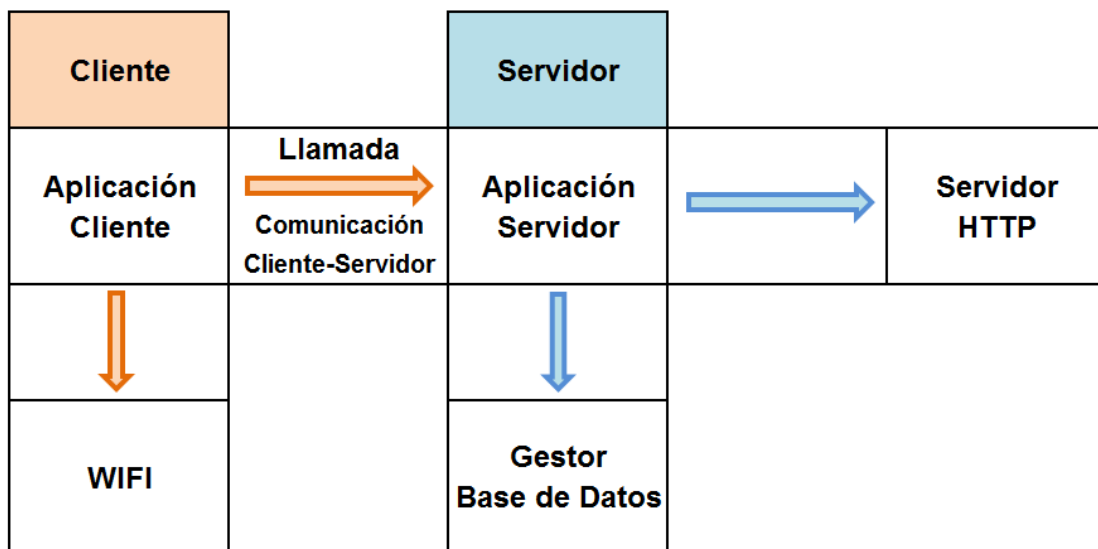 Cliente
Servidor
Aplicación
Cliente
Llamada
Comunicación
Cliente-Servidor
Aplicación
Servidor
Servidor
HTTP
WIFI
Gestor
Base de Datos